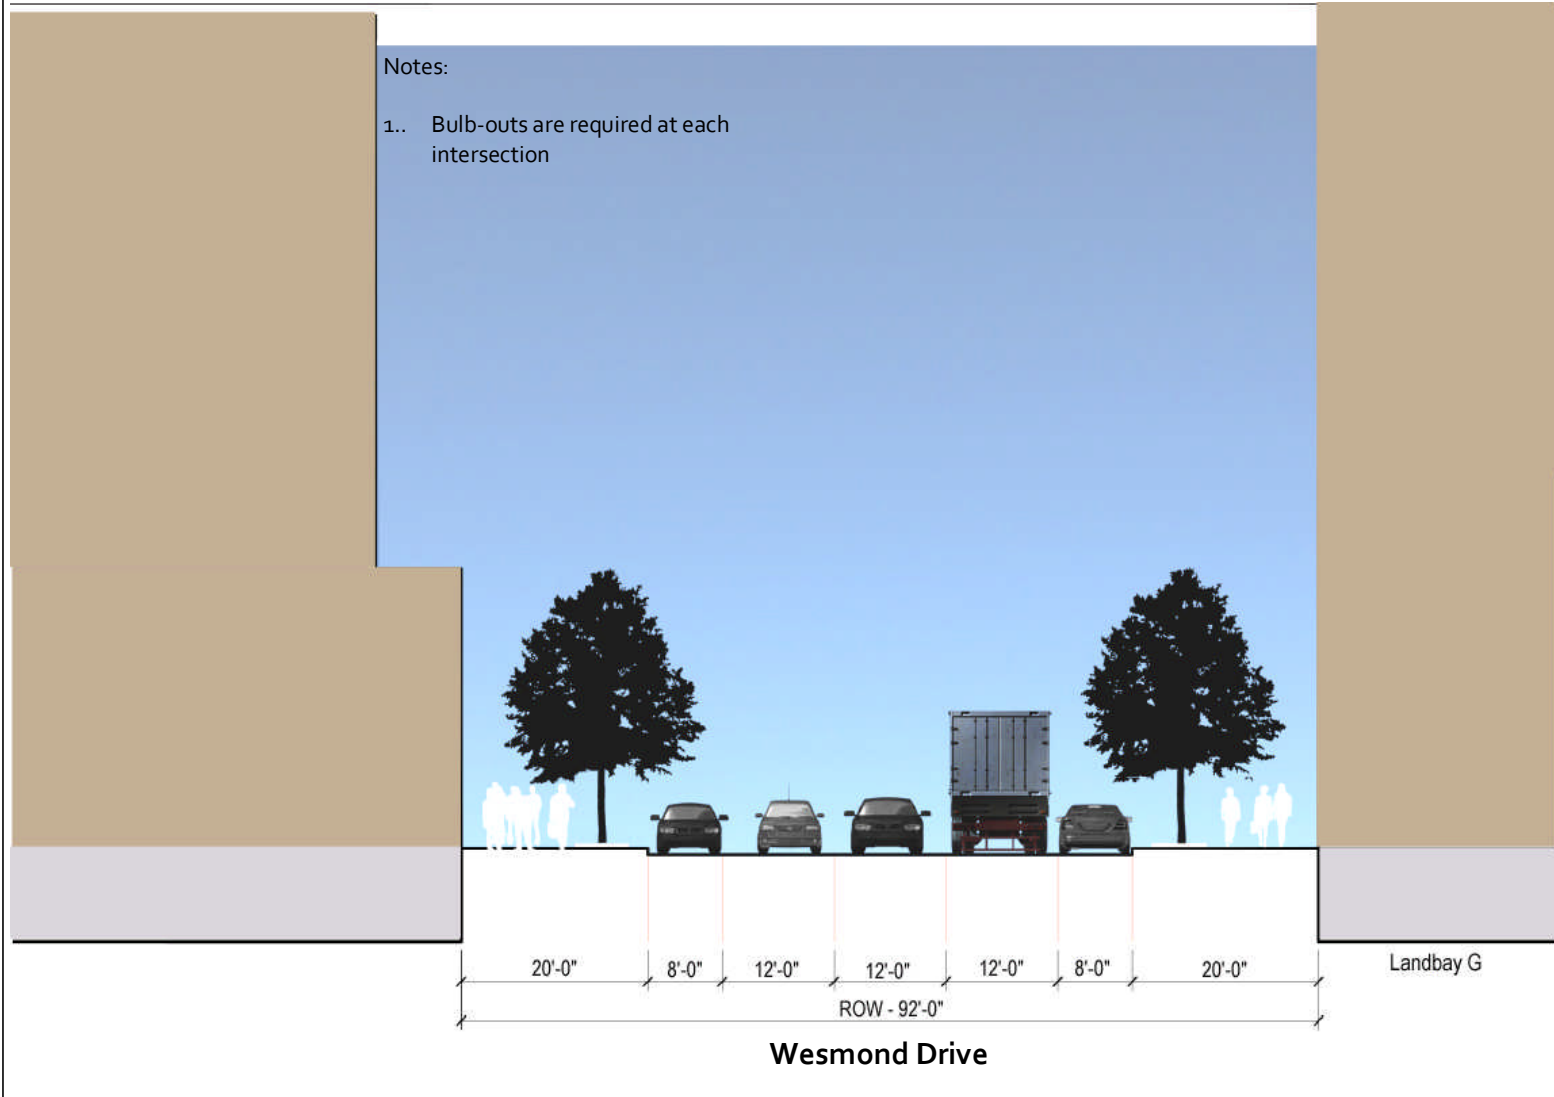 Notes:
1.. Bulb-outs are required at each
intersection
20'-0" 8'-0" 12'-0" 12'-0" 12'-0" 8'-0" 20'-0" Landbay G
ROW - 92'-0"
Wesmond Drive